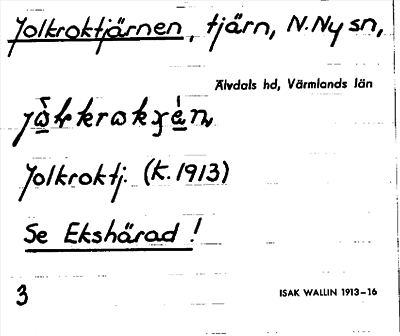 Jolkroktjärnen, tjärn, N. Ny sn,
Älvdals hd, Värmlands län
Jolkroktj. (K. 1913)
Se Ekshärad!
3
ISAK WALLIN 1913–16